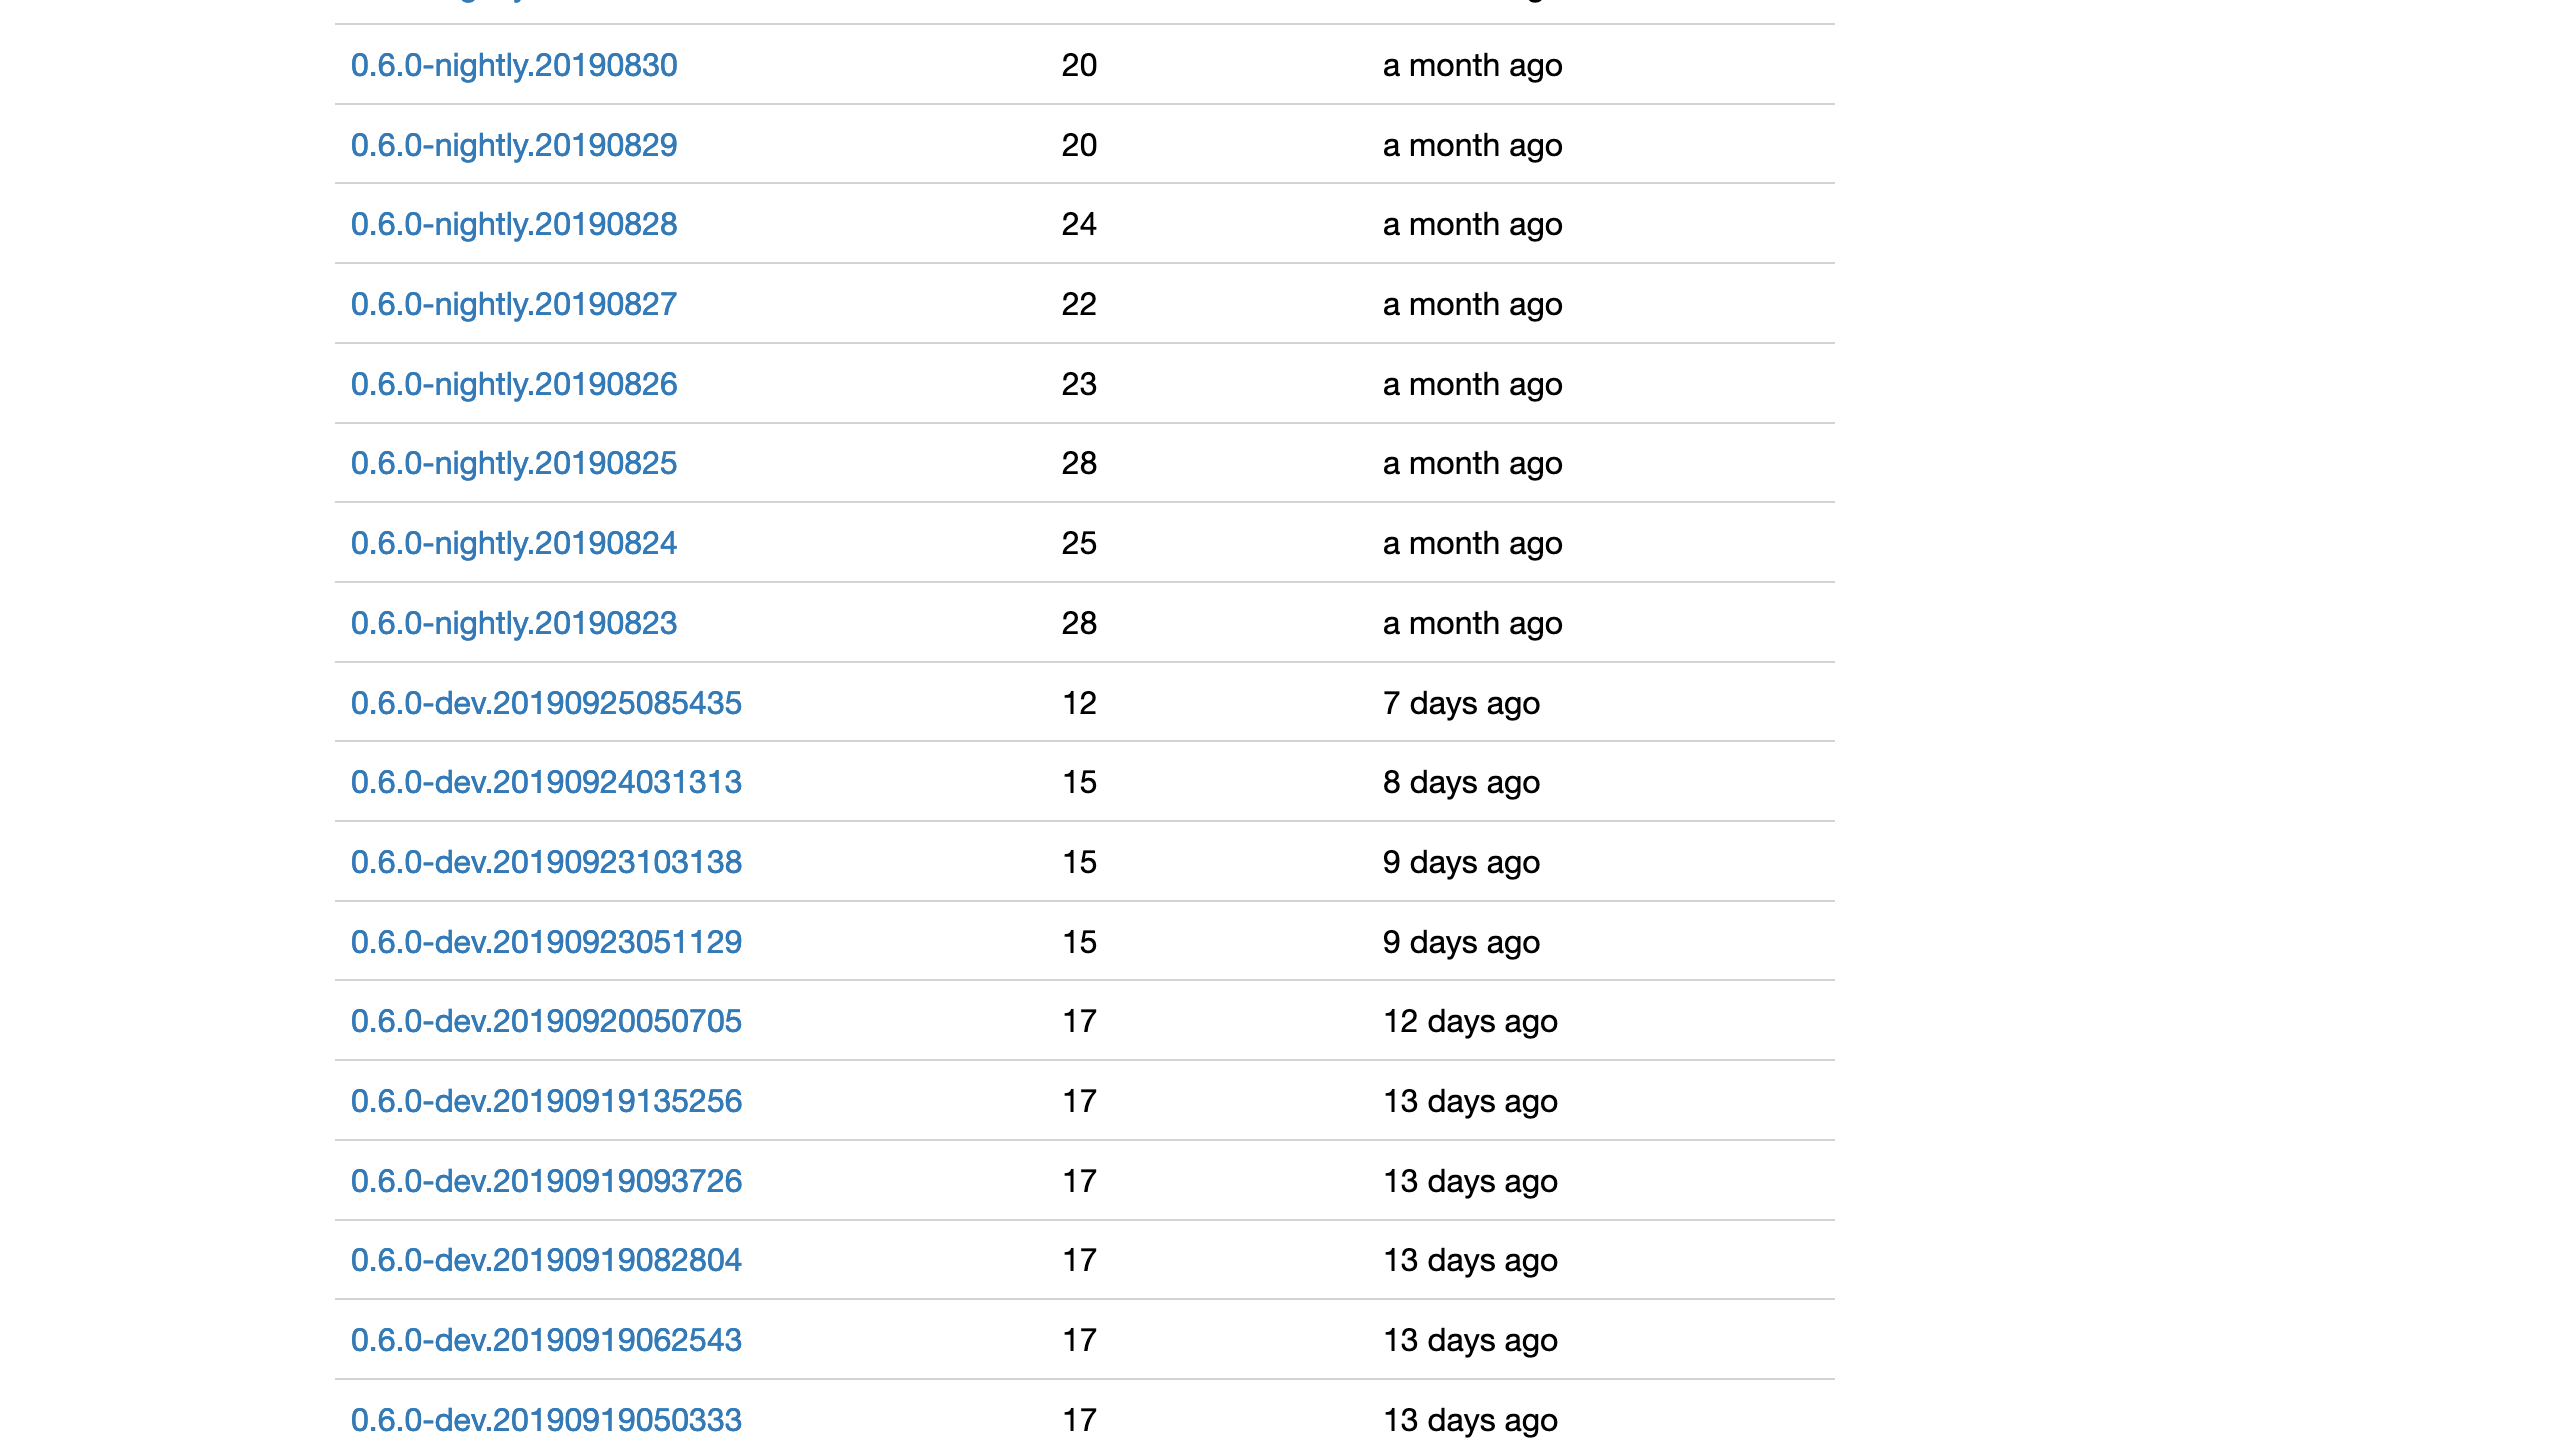 0.6.0-nightly.20190830 20 a month ago
0.6.0-nightly.20190829 20 a month ago
0.6.0-nightly.20190828 24 a month ago
0.6.0-nightly.20190827 22 a month ago
0.6.0-nightly.20190826 23 a month ago
0.6.0-nightly.20190825 28 a month ago
0.6.0-nightly.20190824 25 a month ago
0.6.0-nightly.20190823 28 a month ago
0.6.0-dev.20190925085435 12 7 days ago
0.6.0-dev.20190924031313 15 8 days ago
0.6.0-dev.20190923103138 15 9 days ago
0.6.0-dev.20190923051129 15 9 days ago
0.6.0-dev.20190920050705 17 12 days ago
0.6.0-dev.20190919135256 17 13 days ago
0.6.0-dev.20190919093726 17 13 days ago
0.6.0-dev.20190919082804 17 13 days ago
0.6.0-dev.20190919062543 17 13 days ago
0.6.0-dev.20190919050333 17 13 days ago